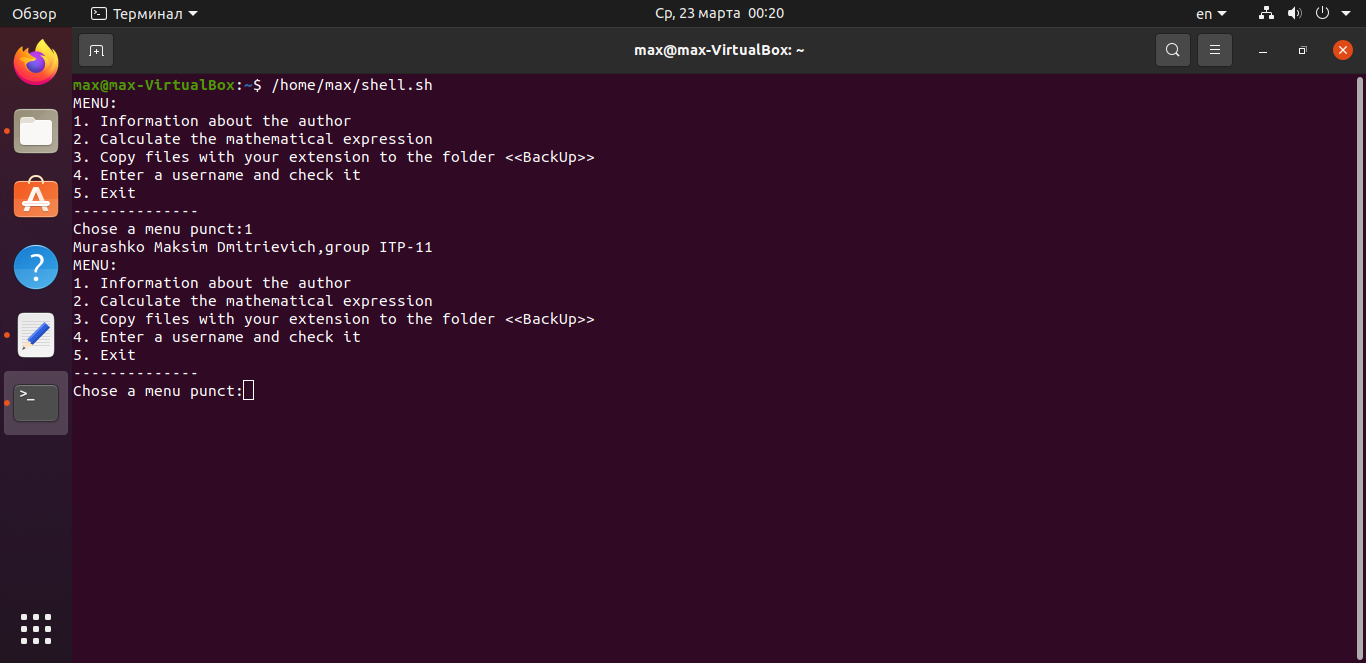 Обзор Терминал Ср, 23 марта 00:20 en
max@max-VirtualBox: ~
max@max-VirtualBox:~$ /home/max/shell.sh
MENU:
1. Information about the author
2. Calculate the mathematical expression
3. Copy files with your extension to the folder <<BackUp>>
4. Enter a username and check it
5. Exit
--------------
Chose a menu punct:1
Murashko Maksim Dmitrievich,group ITP-11
MENU:
1. Information about the author
2. Calculate the mathematical expression
3. Copy files with your extension to the folder <<BackUp>>
4. Enter a username and check it
5. Exit
--------------
Chose a menu punct: